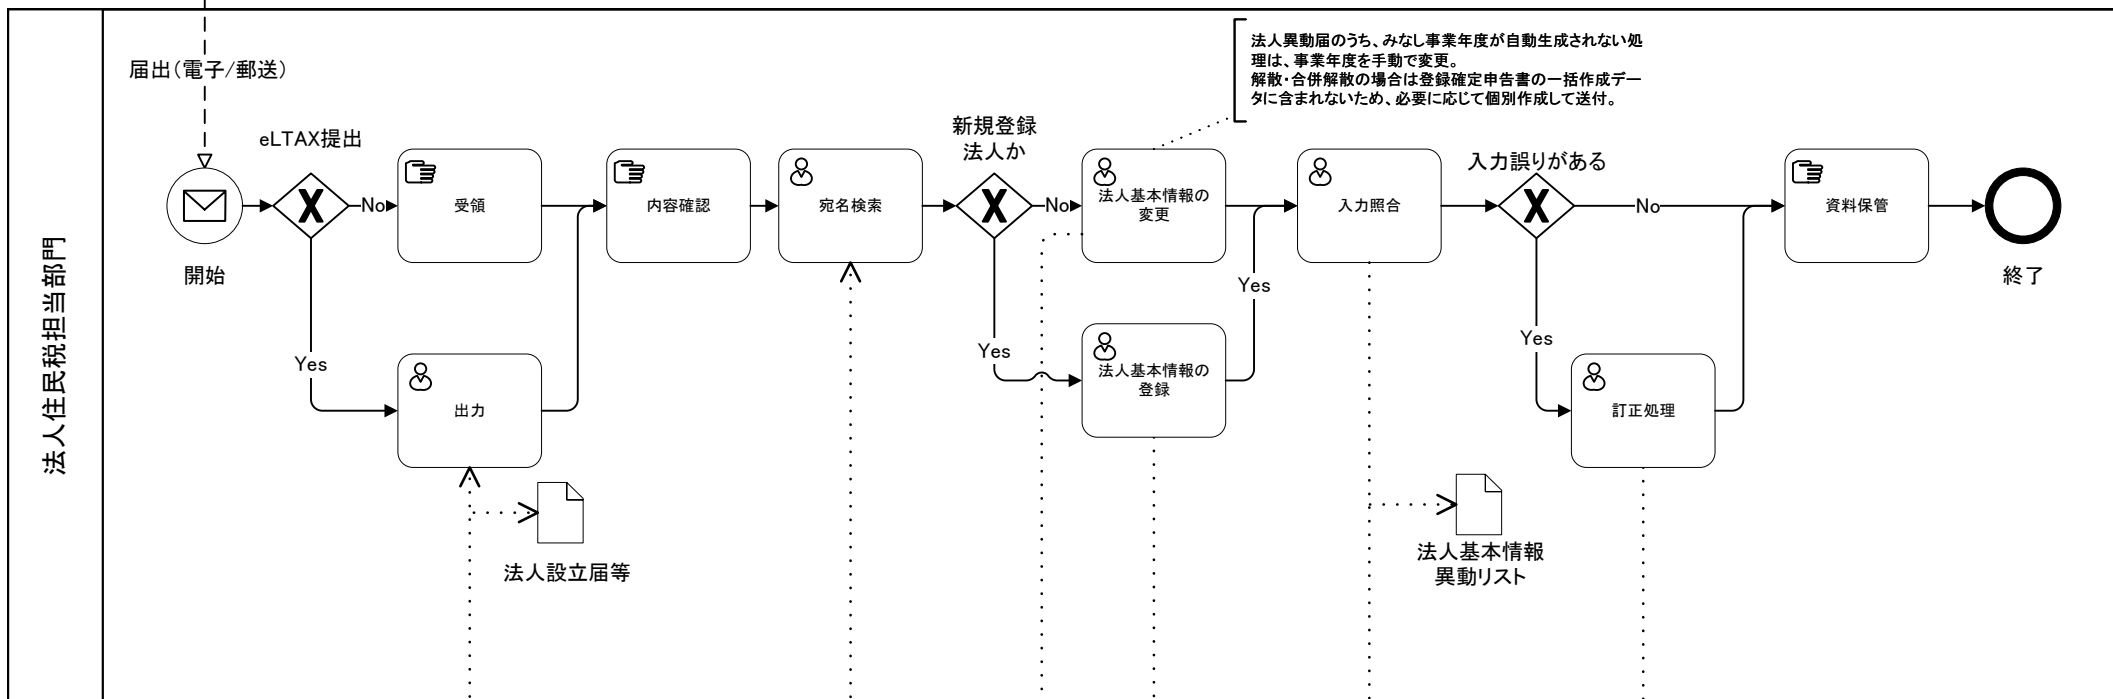 法人住民税担当部門
届出(電子/郵送)
開始
eLTAX提出
No
Yes
受領
出力
法人設立届等
内容確認
宛名検索
新規登録
法人か
No
Yes
法人異動届のうち、みなし事業年度が自動生成されない処
理は、事業年度を手動で変更。
解散・合併解散の場合は登録確定申告書の一括作成デー
タに含まれないため、必要に応じて個別作成して送付。
法人基本情報の
変更
法人基本情報の
登録
Yes
入力照合
法人基本情報
異動リスト
入力誤りがある
No
Yes
訂正処理
資料保管
終了